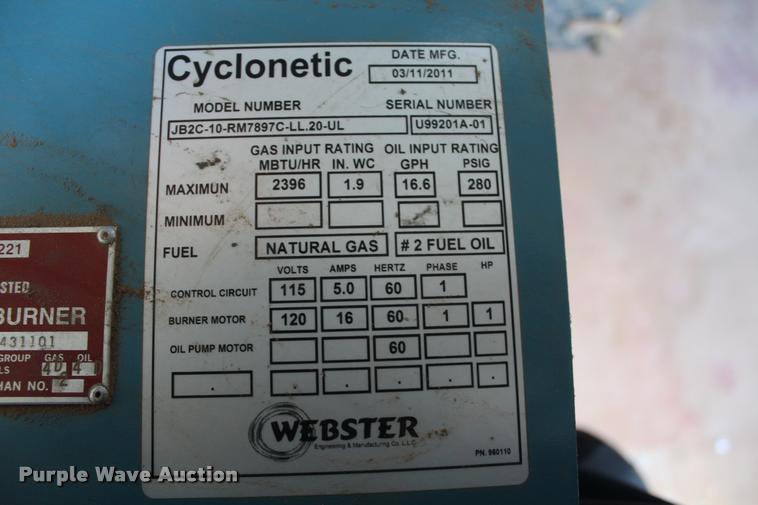 Cyclonetic
DATE MFG.
03/11/2011
MODEL NUMBER SERIAL NUMBER
JB2C-10-RM7897C-LL.20-UL U99201A-01
GAS INPUT RATING OIL INPUT RATING
MBTU/HR IN. WC GPH PSIG
MAXIMUN 2396 1.9 16.6 280
MINIMUM
FUEL NATURAL GAS # 2 FUEL OIL
VOLTS AMPS HERTZ PHASE HP
CONTROL CIRCUIT 115 5.0 60 1
BURNER MOTOR 120 16 60 1 1
OIL PUMP MOTOR 60
. . . . . .
WEBSTER
Engineering & Manufacturing Co. L.L.C.
PN. 960110
221
STED
BURNER
431101
GROUP GAS OIL
LS 4D 4
HAN NO. 2
Purple Wave Auction